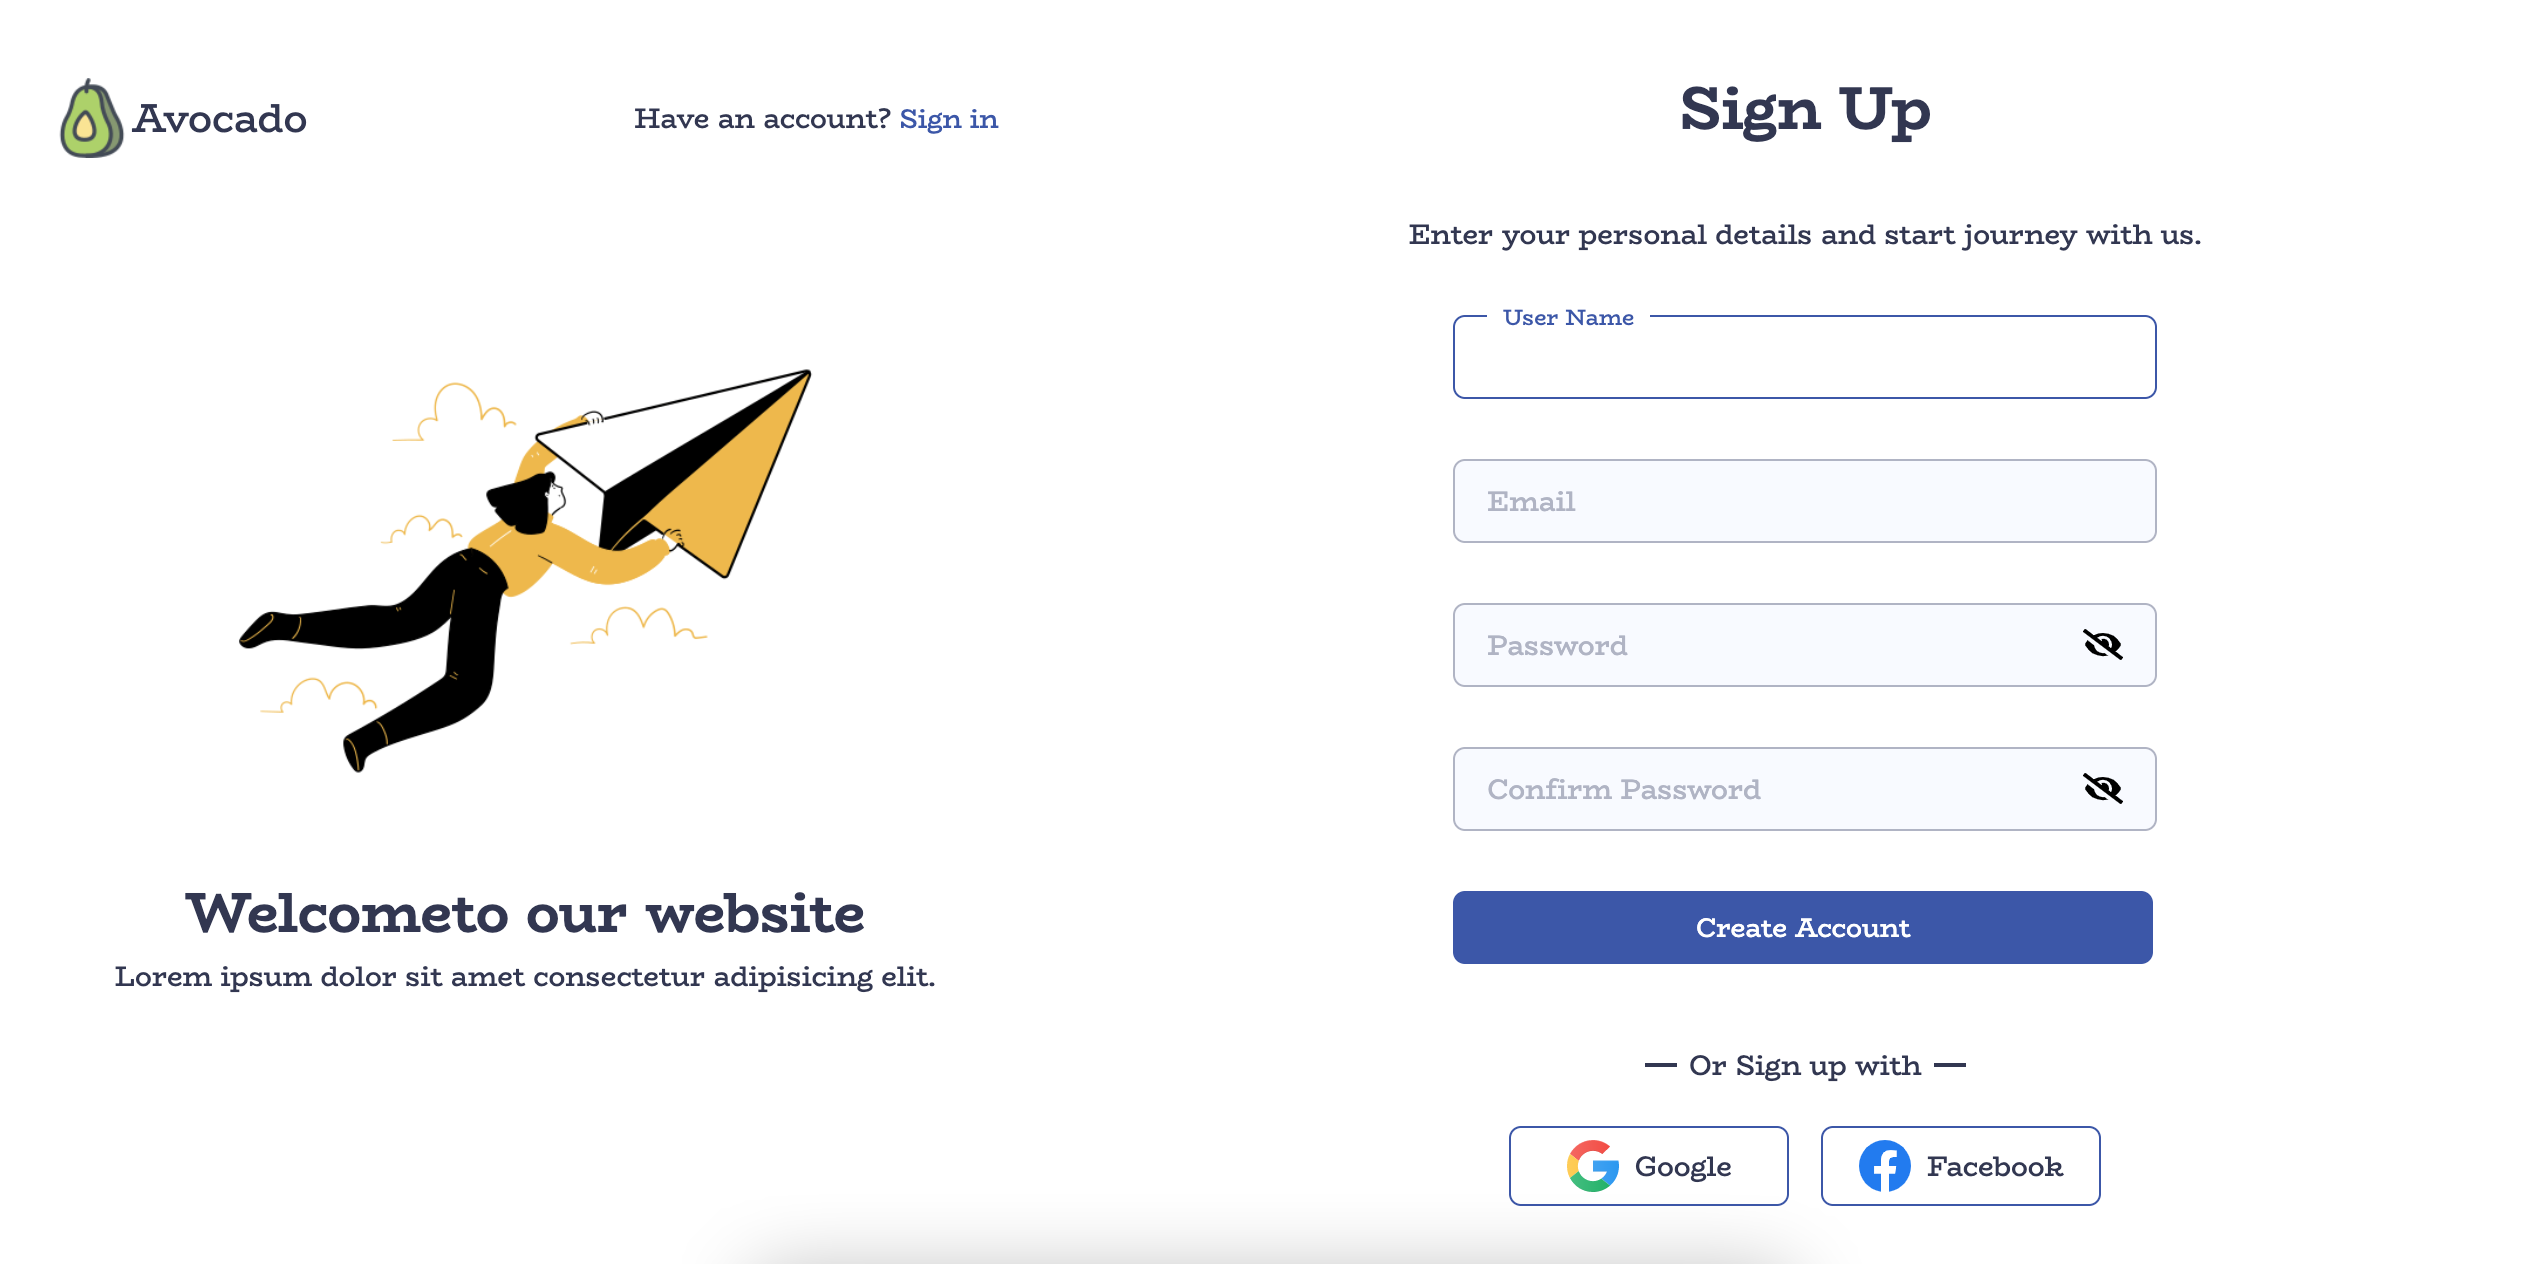 Avocado
Have an account? Sign in
Welcometo our website
Lorem ipsum dolor sit amet consectetur adipisicing elit.
Sign Up
Enter your personal details and start journey with us.
User Name
Email
Password
Confirm Password
Create Account
Or Sign up with
Google
Facebook